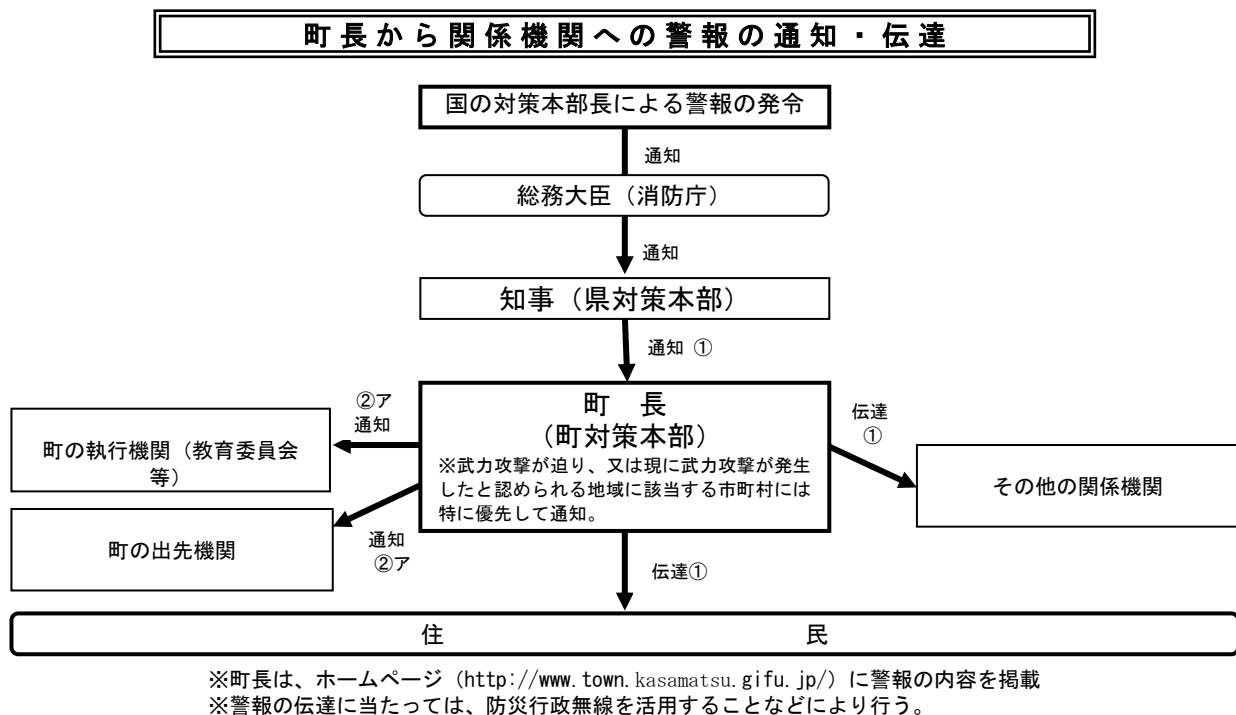 町長から関係機関への警報の通知・伝達
国の対策本部長による警報の発令
通知
総務大臣（消防庁）
通知
知事（県対策本部）
通知 ①
町　長
（町対策本部）
※武力攻撃が迫り、又は現に武力攻撃が発生
したと認められる地域に該当する市町村には
特に優先して通知。
②ア
通知
町の執行機関（教育委員会
等）
通知
②ア
町の出先機関
伝達
①
その他の関係機関
伝達①
住　民
※町長は、ホームページ（http://www.town.kasamatsu.gifu.jp/）に警報の内容を掲載
※警報の伝達に当たっては、防災行政無線を活用することなどにより行う。